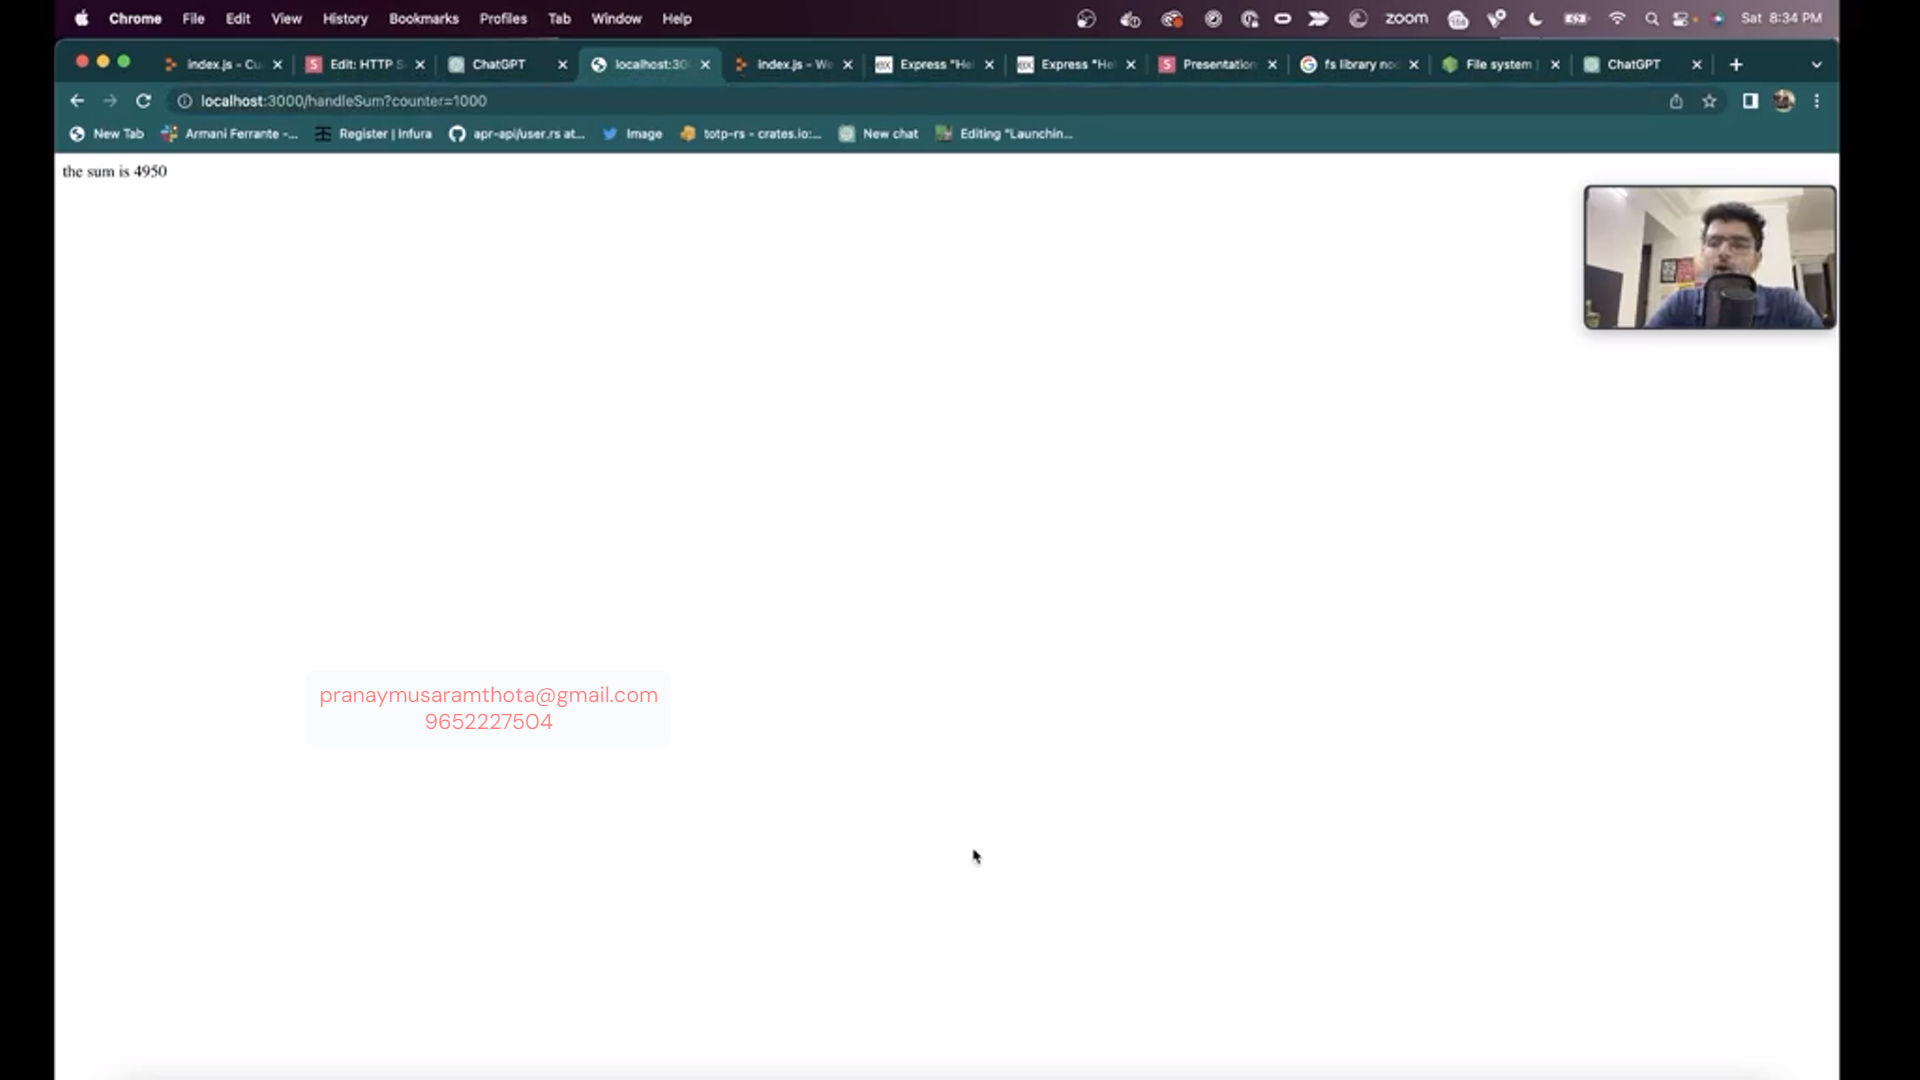 Chrome File Edit View History Bookmarks Profiles Tab Window Help zoom Sat 8:34 PM
index.js - Cu Edit: HTTP S ChatGPT localhost:30 index.js - We Express "Hel Express "Hel Presentation fs library no File system ChatGPT
localhost:3000/handleSum?counter=1000
New Tab Armani Ferrante -... Register | Infura apr-api/user.rs at... Image totp-rs - crates.io:... New chat Editing "Launchin...
the sum is 4950
pranaymusaramthota@gmail.com
9652227504